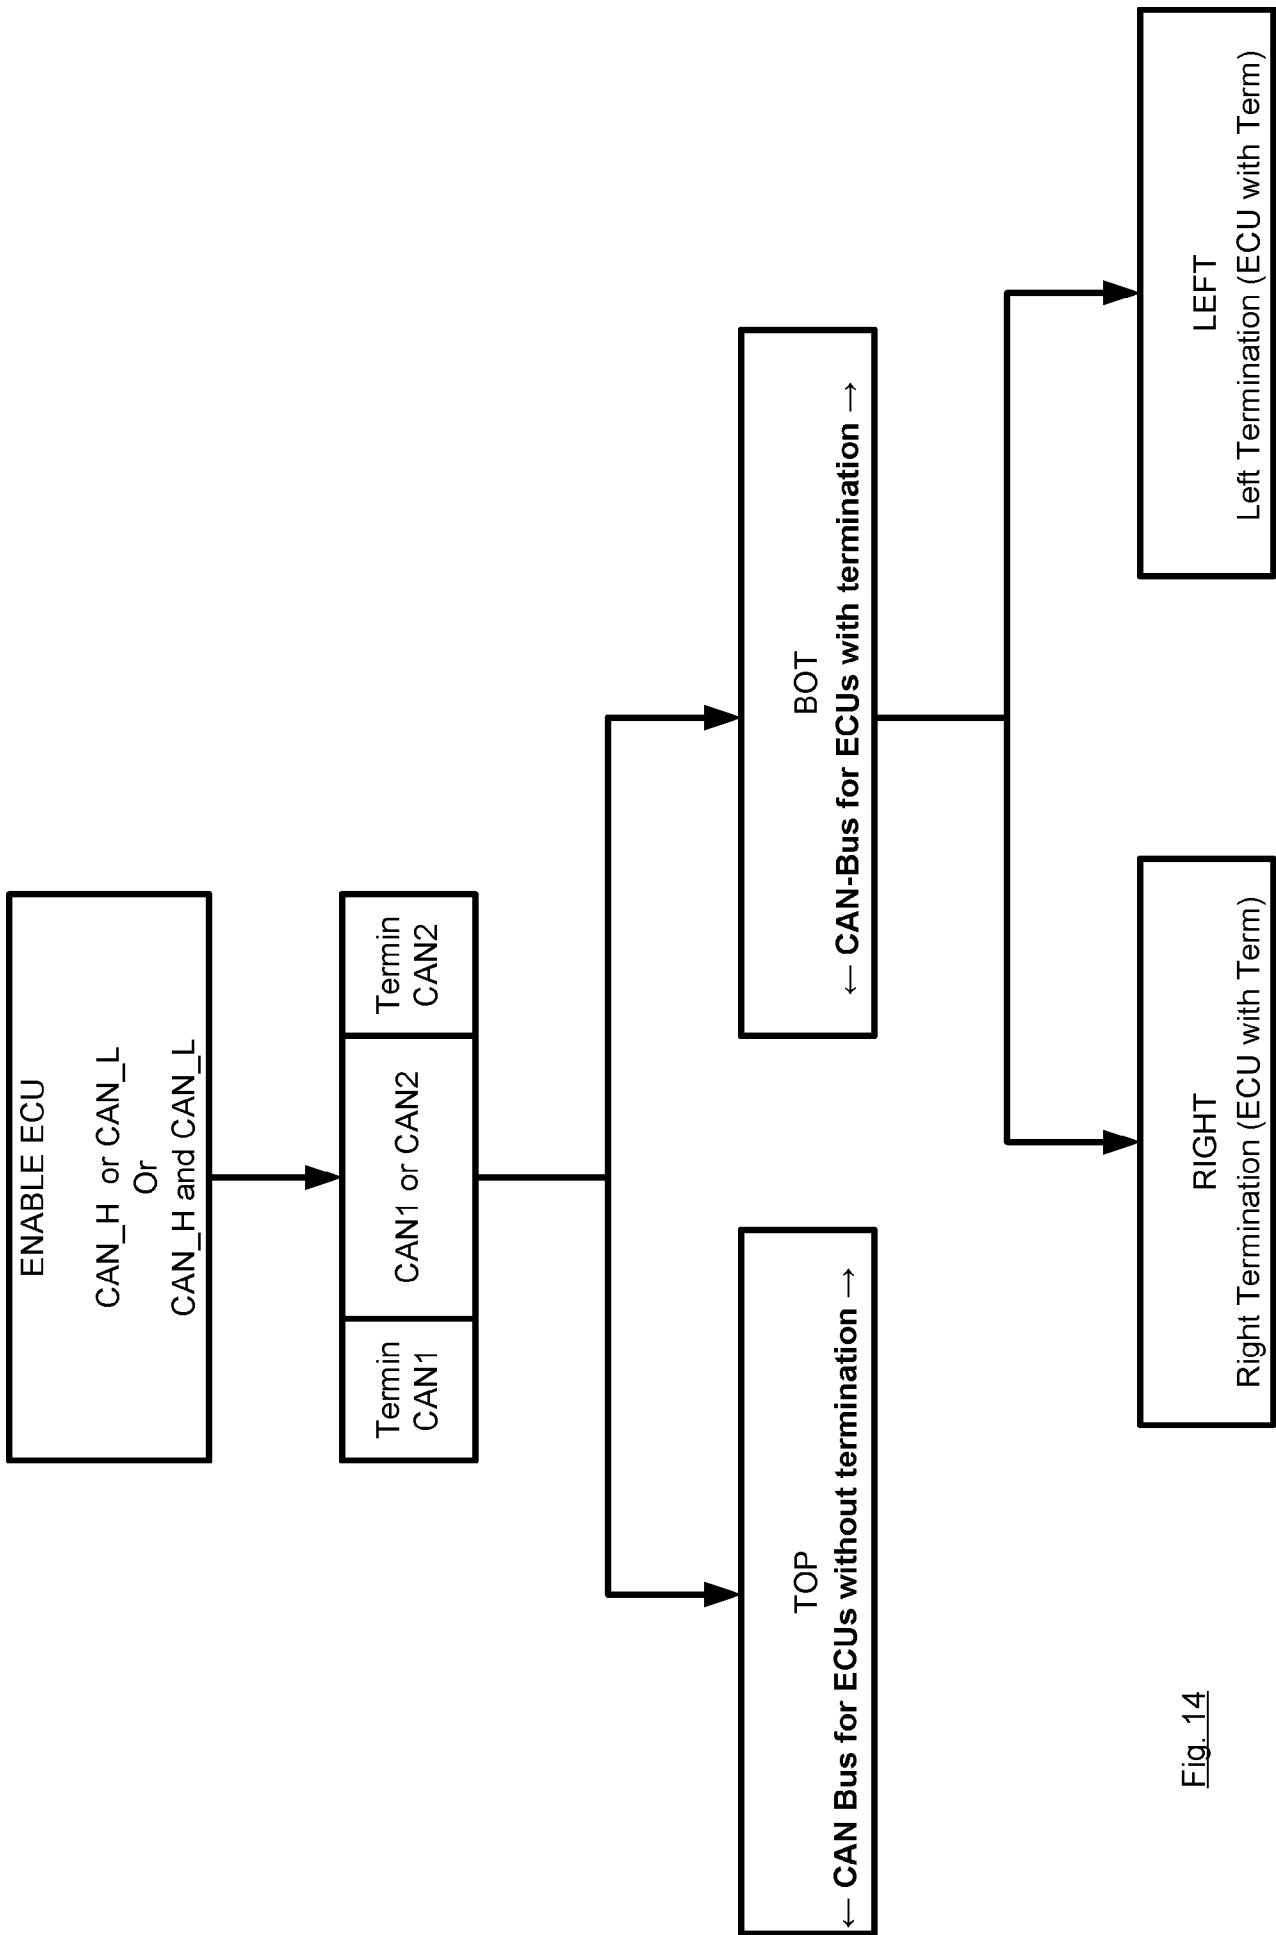 ENABLE ECU
CAN_H or CAN_L
Or
CAN_H and CAN_L
Termin
CAN1
CAN1 or CAN2
Termin
CAN2
TOP
← CAN Bus for ECUs without termination →
BOT
← CAN-Bus for ECUs with termination →
RIGHT
Right Termination (ECU with Term)
LEFT
Left Termination (ECU with Term)
Fig. 14